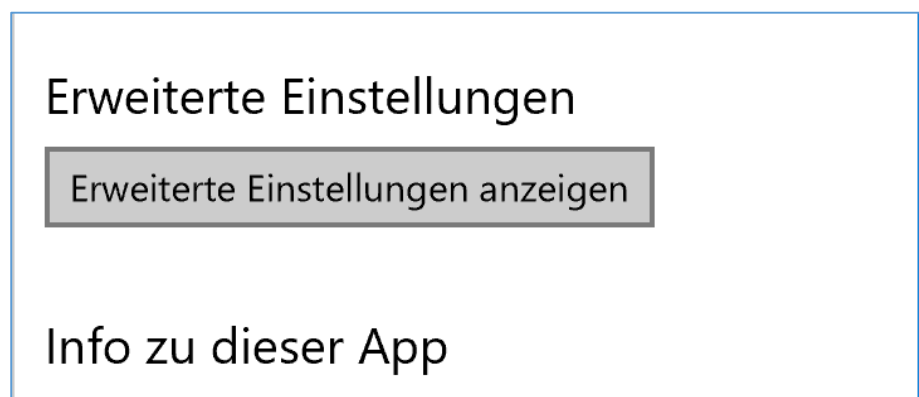 Erweiterte Einstellungen
Erweiterte Einstellungen anzeigen
Info zu dieser App